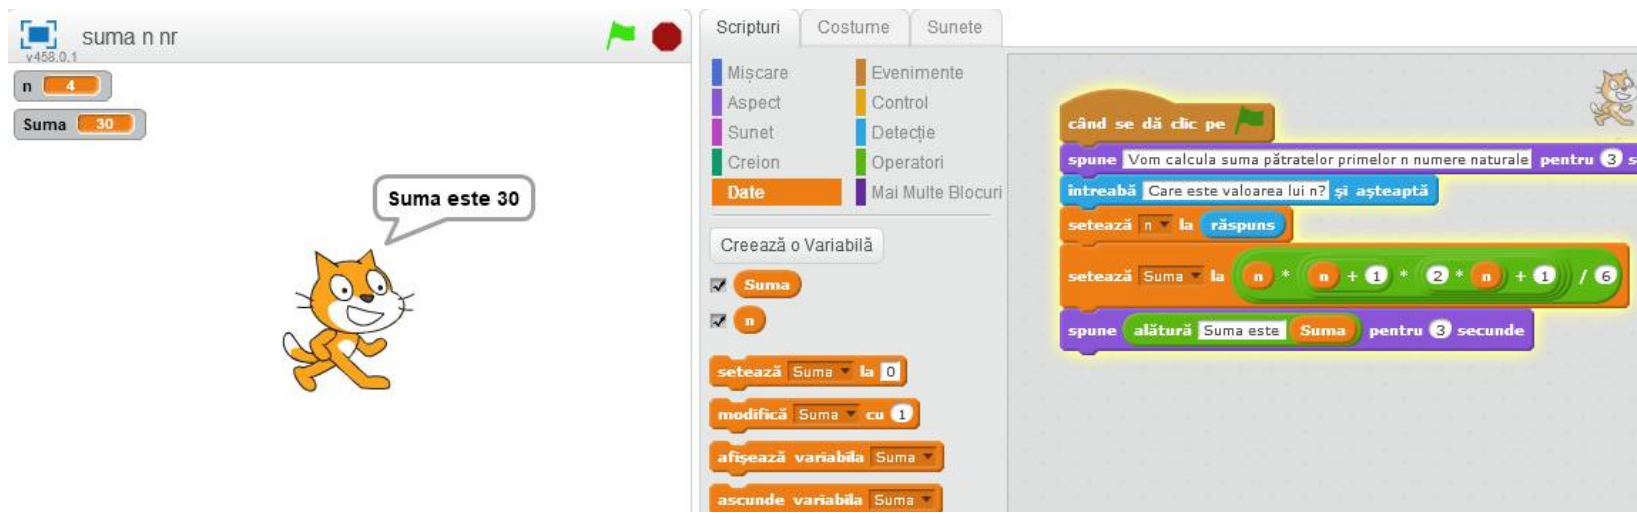 suma n nr
v458.0.1
n 4
Suma 30
Suma este 30
Scripturi Costume Sunete
Mișcare Evenimente
Aspect Control
Sunet Detecție
Creion Operatori
Date Mai Multe Blocuri
Creează o Variabilă
Suma
n
setează Suma la 0
modifică Suma cu 1
afișează variabila Suma
ascunde variabila Suma
când se dă clic pe
spune Vom calcula suma pătratelor primelor n numere naturale pentru 3 s
întreabă Care este valoarea lui n? și așteaptă
setează n la răspuns
setează Suma la n * n + 1 * 2 * n + 1 / 6
spune alătură Suma este Suma pentru 3 secunde